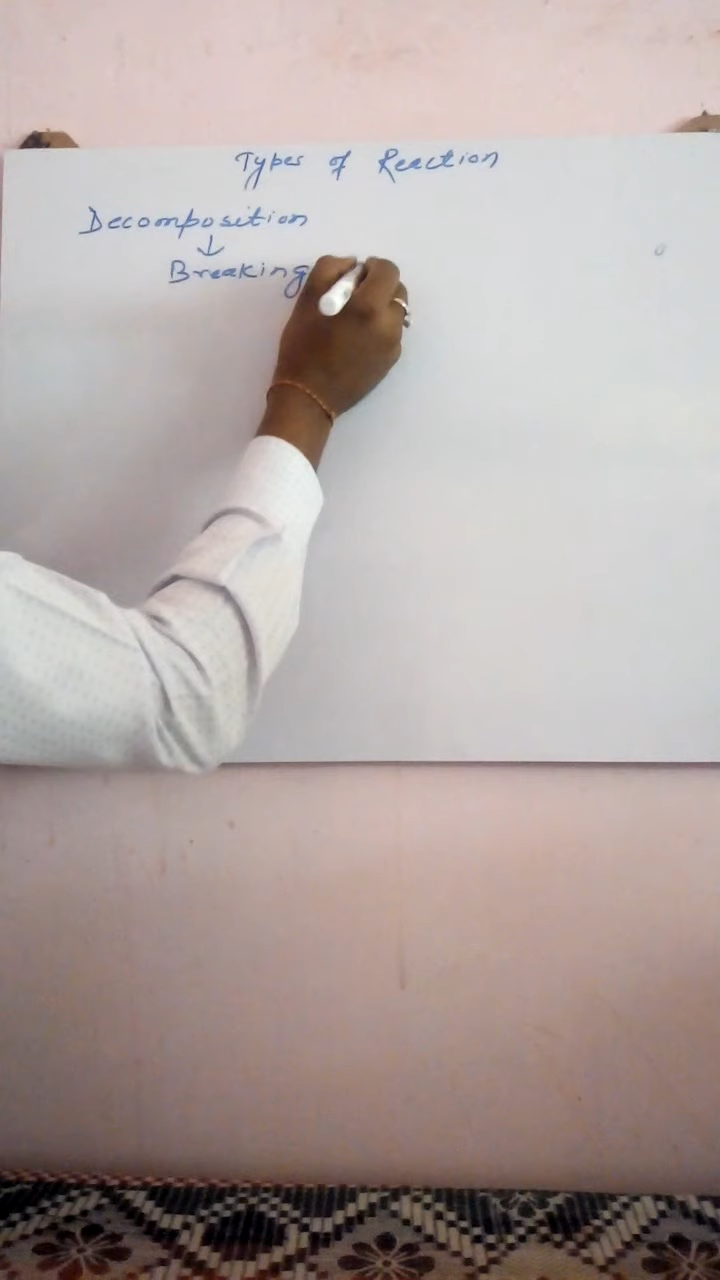 Types of Reaction
Decomposition
↓
Breaking